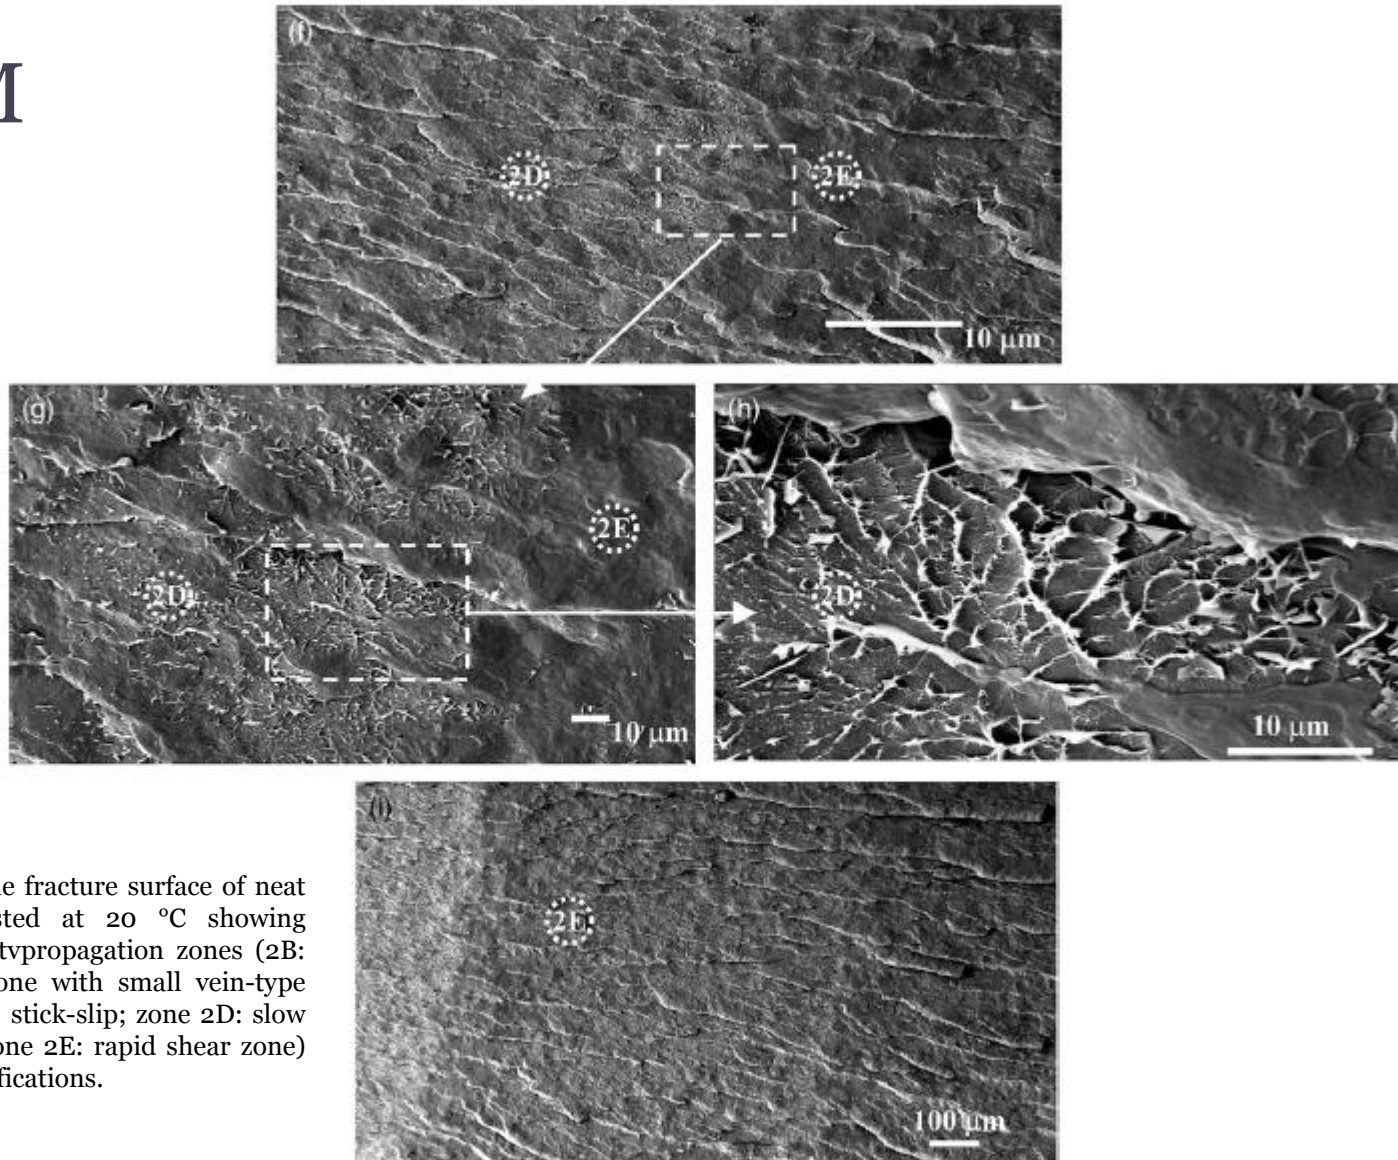 M
(f)
2D
2E
10 μm
(g)
2E
2D
10 μm
(h)
2D
10 μm
(i)
2E
100 μm
e fracture surface of neat
sted at 20 °C showing
tvpropagation zones (2B:
one with small vein-type
stick-slip; zone 2D: slow
one 2E: rapid shear zone)
fications.